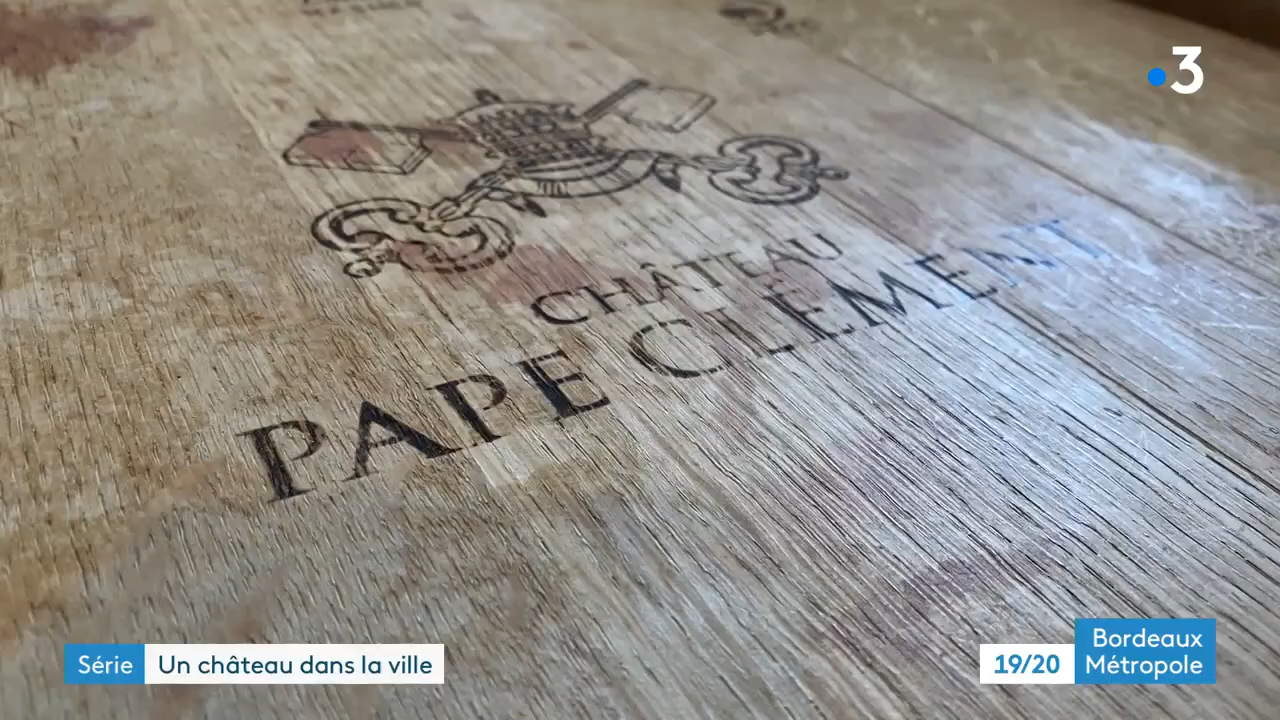 3
CHÂTEAU
PAPE CLÉMENT
Série Un château dans la ville
19/20
Bordeaux
Métropole